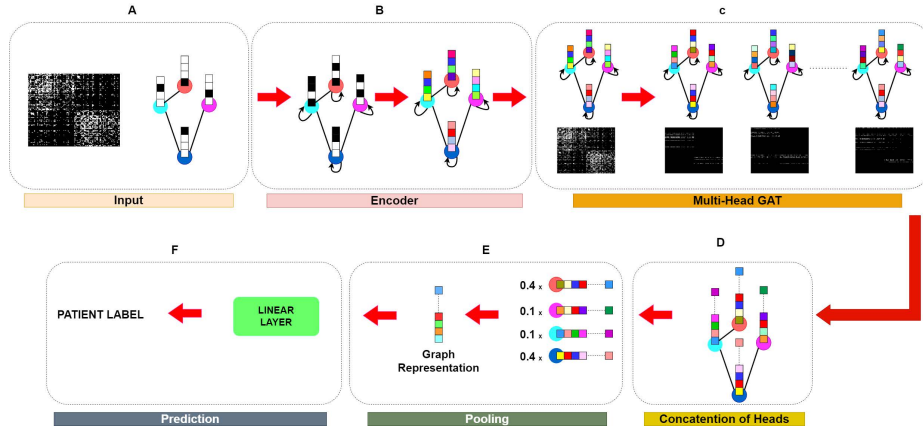 A
B
c
Input
Encoder
Multi-Head GAT
F
E
D
PATIENT LABEL
LINEAR
LAYER
Graph
Representation
0.4 x
0.1 x
0.1 x
0.4 x
Prediction
Pooling
Concatention of Heads